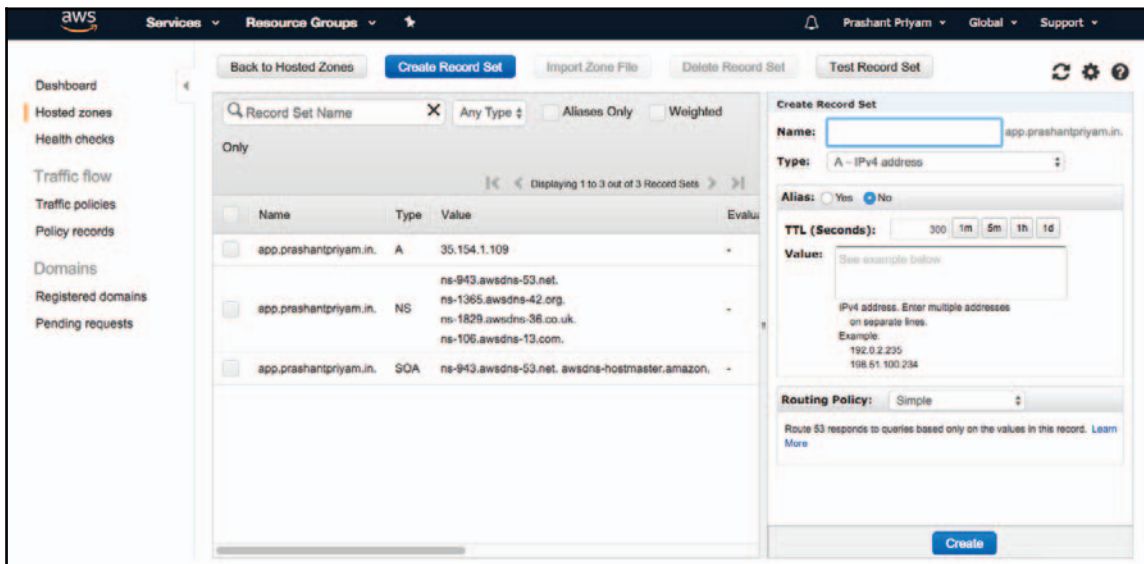 aws Services Resource Groups Prashant Priyam Global Support
Dashboard
Hosted zones
Health checks
Traffic flow
Traffic policies
Policy records
Domains
Registered domains
Pending requests
Back to Hosted Zones Create Record Set Import Zone File Delete Record Set Test Record Set
Record Set Name X Any Type Aliases Only Weighted
Only
Displaying 1 to 3 out of 3 Record Sets
Name Type Value Evalua
app.prashantpriyam.in. A 35.154.1.109 -
ns-943.awsdns-53.net.
ns-1365.awsdns-42.org.
app.prashantpriyam.in. NS -
ns-1829.awsdns-36.co.uk.
ns-106.awsdns-13.com.
app.prashantpriyam.in. SOA ns-943.awsdns-53.net. awsdns-hostmaster.amazon. -
Create Record Set
Name: app.prashantpriyam.in.
Type: A – IPv4 address
Alias: Yes No
TTL (Seconds): 300 1m 5m 1h 1d
Value: See example below
IPv4 address. Enter multiple addresses
on separate lines.
Example:
192.0.2.235
198.51.100.234
Routing Policy: Simple
Route 53 responds to queries based only on the values in this record. Learn
More
Create